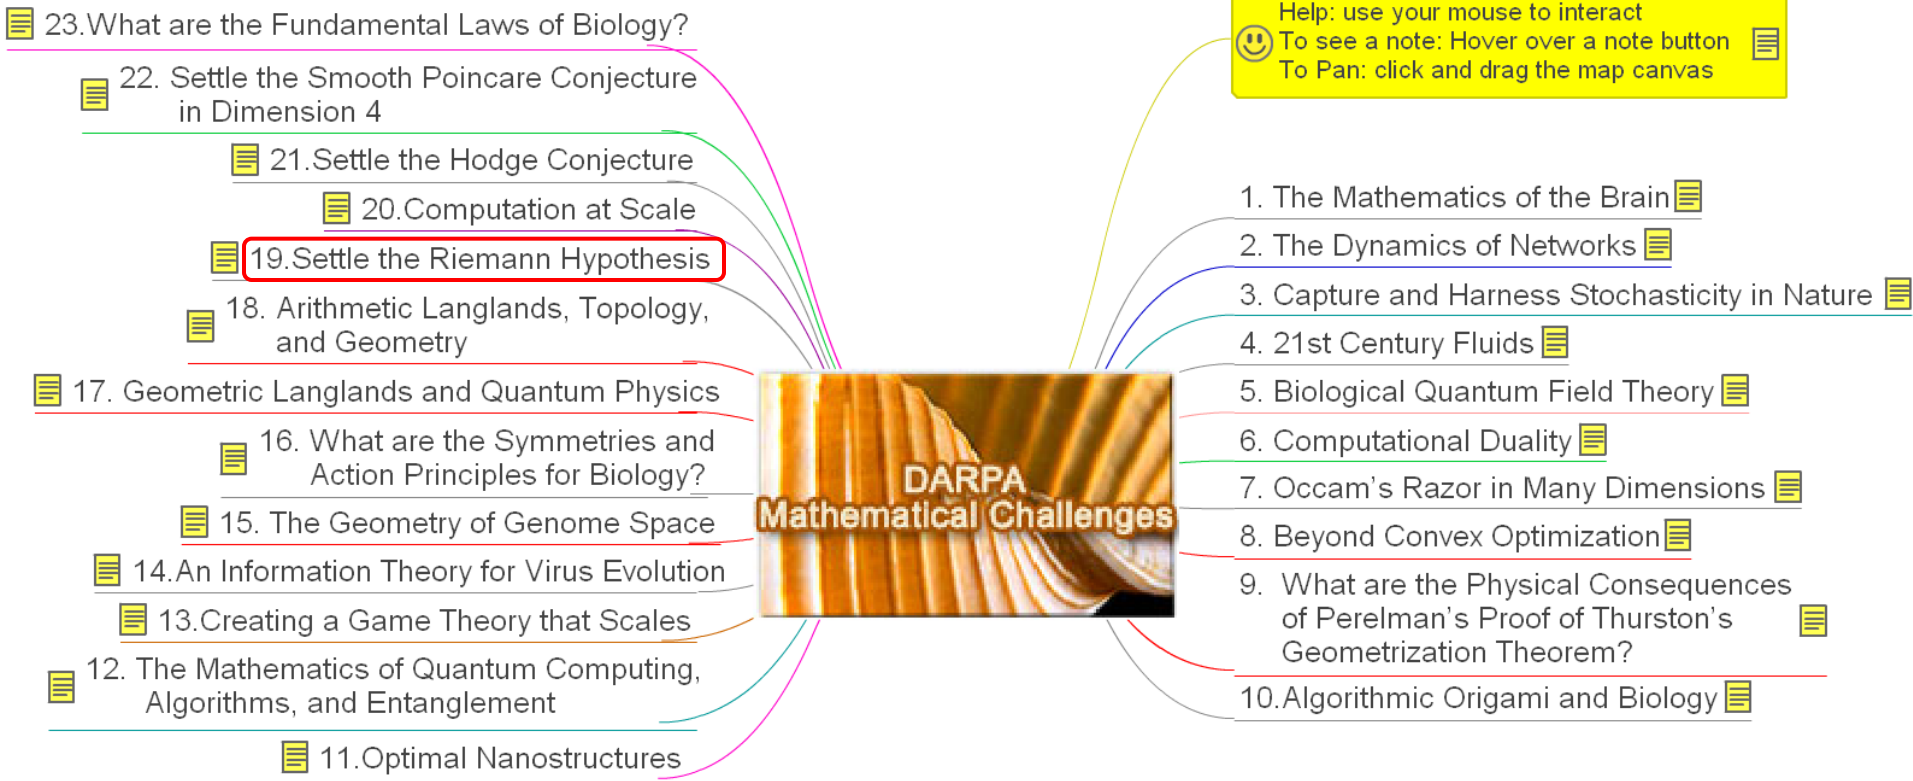 23.What are the Fundamental Laws of Biology?
22. Settle the Smooth Poincare Conjecture
in Dimension 4
21.Settle the Hodge Conjecture
20.Computation at Scale
19.Settle the Riemann Hypothesis
18. Arithmetic Langlands, Topology,
and Geometry
17. Geometric Langlands and Quantum Physics
16. What are the Symmetries and
Action Principles for Biology?
15. The Geometry of Genome Space
14.An Information Theory for Virus Evolution
13.Creating a Game Theory that Scales
12. The Mathematics of Quantum Computing,
Algorithms, and Entanglement
11.Optimal Nanostructures
DARPA
Mathematical Challenges
Help: use your mouse to interact
To see a note: Hover over a note button
To Pan: click and drag the map canvas
1. The Mathematics of the Brain
2. The Dynamics of Networks
3. Capture and Harness Stochasticity in Nature
4. 21st Century Fluids
5. Biological Quantum Field Theory
6. Computational Duality
7. Occam's Razor in Many Dimensions
8. Beyond Convex Optimization
9. What are the Physical Consequences
of Perelman's Proof of Thurston's
Geometrization Theorem?
10.Algorithmic Origami and Biology